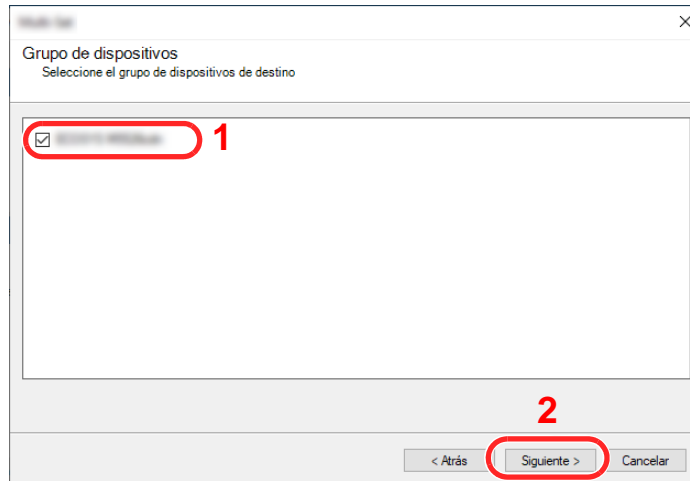 Grupo de dispositivos
Seleccione el grupo de dispositivos de destino
1
2
< Atrás
Siguiente >
Cancelar